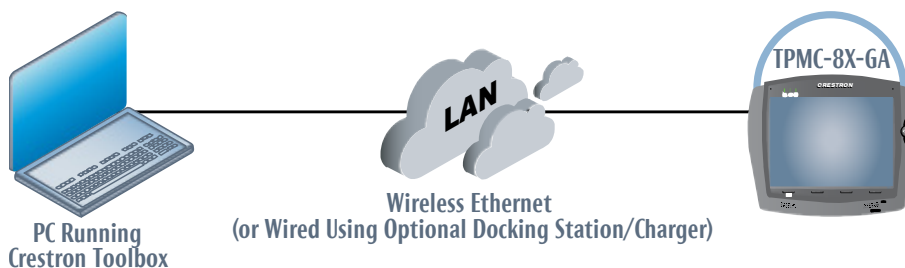 TPMC-8X-GA
CRESTRON
LAN
Wireless Ethernet
(or Wired Using Optional Docking Station/Charger)
PC Running
Crestron Toolbox